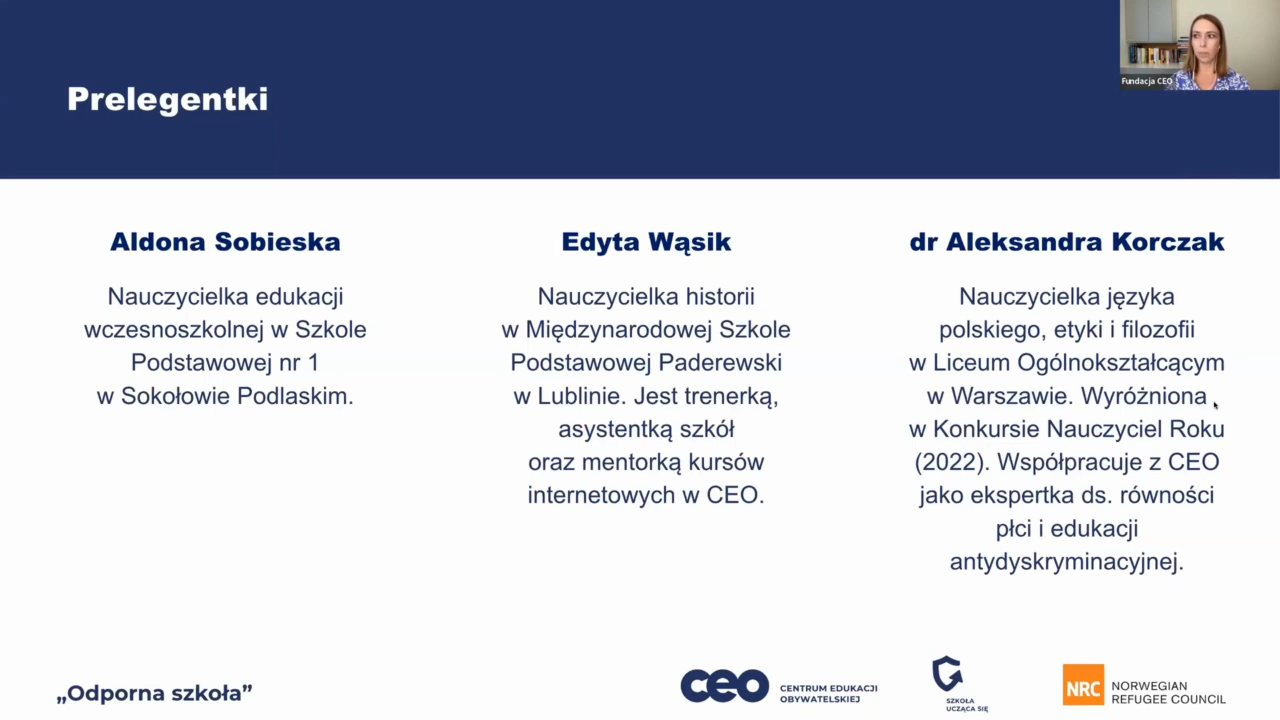 Fundacja CEO
Prelegentki
Aldona Sobieska
Nauczycielka edukacji
wczesnoszkolnej w Szkole
Podstawowej nr 1
w Sokołowie Podlaskim.
Edyta Wąsik
Nauczycielka historii
w Międzynarodowej Szkole
Podstawowej Paderewski
w Lublinie. Jest trenerką,
asystentką szkół
oraz mentorką kursów
internetowych w CEO.
dr Aleksandra Korczak
Nauczycielka języka
polskiego, etyki i filozofii
w Liceum Ogólnokształcącym
w Warszawie. Wyróżniona
w Konkursie Nauczyciel Roku
(2022). Współpracuje z CEO
jako ekspertka ds. równości
płci i edukacji
antydyskryminacyjnej.
„Odporna szkoła”
ceo
CENTRUM EDUKACJI
OBYWATELSKIEJ
SZKOŁA
UCZĄCA SIĘ
NRC
NORWEGIAN
REFUGEE COUNCIL